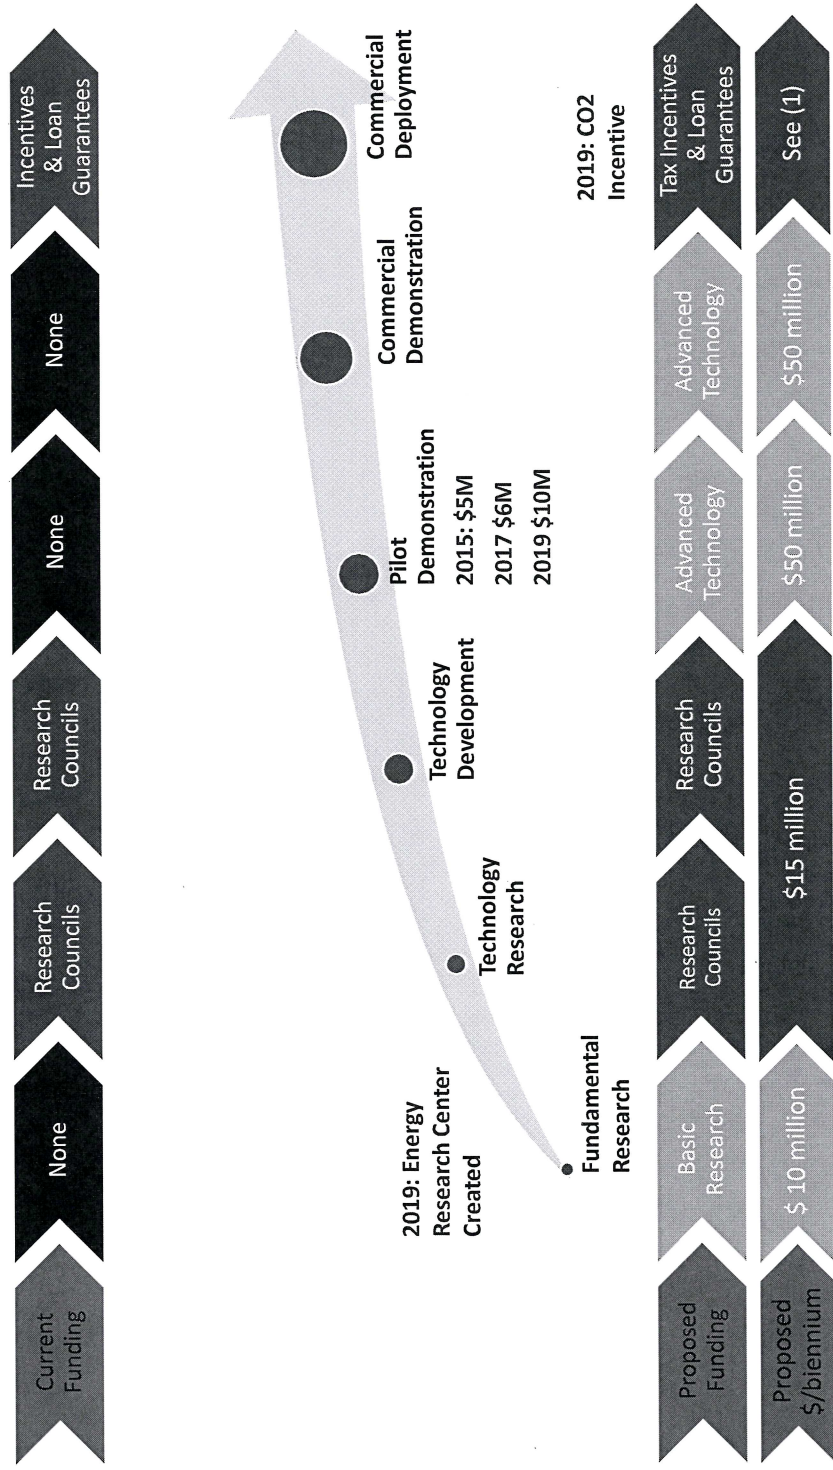 Current
Funding
None
Research
Councils
Research
Councils
None
None
Incentives
& Loan
Guarantees
2019: Energy
Research Center
Created
Fundamental
Research
Technology
Research
Technology
Development
Pilot
Demonstration
2015: $5M
2017 $6M
2019 $10M
Commercial
Demonstration
Commercial
Deployment
2019: CO2
Incentive
Proposed
Funding
Basic
Research
Research
Councils
Research
Councils
Advanced
Technology
Advanced
Technology
Tax Incentives
& Loan
Guarantees
Proposed
$/biennium
$ 10 million
$15 million
$50 million
$50 million
See (1)